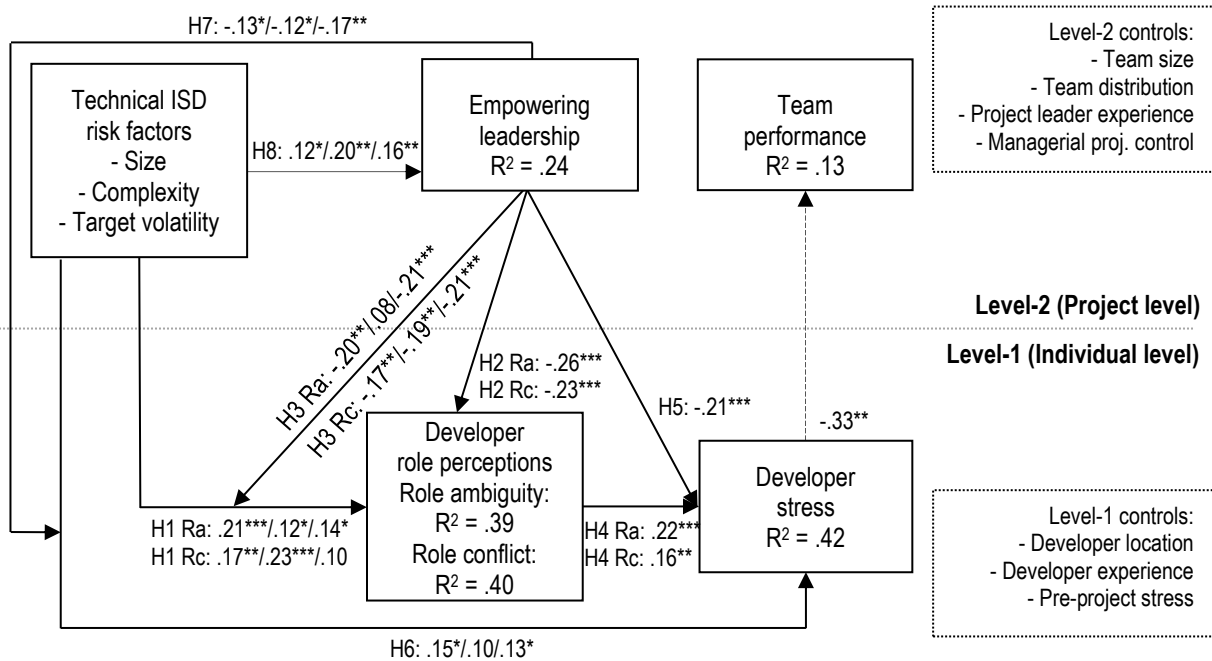 H7: -.13*/-.12*/-.17**
Technical ISD
risk factors
- Size
- Complexity
- Target volatility
H8: .12*/.20**/.16**
Empowering
leadership
R² = .24
Team
performance
R² = .13
Level-2 controls:
- Team size
- Team distribution
- Project leader experience
- Managerial proj. control
H3 Ra: -.20**/.08/-.21***
H3 Rc: -.17**/-.19**/-.21***
Level-2 (Project level)
Level-1 (Individual level)
H2 Ra: -.26***
H2 Rc: -.23***
H5: -.21***
-.33**
Developer
role perceptions
Role ambiguity:
R² = .39
Role conflict:
R² = .40
H1 Ra: .21***/.12*/.14*
H1 Rc: .17**/.23***/.10
H4 Ra: .22***
H4 Rc: .16**
Developer
stress
R² = .42
Level-1 controls:
- Developer location
- Developer experience
- Pre-project stress
H6: .15*/.10/.13*